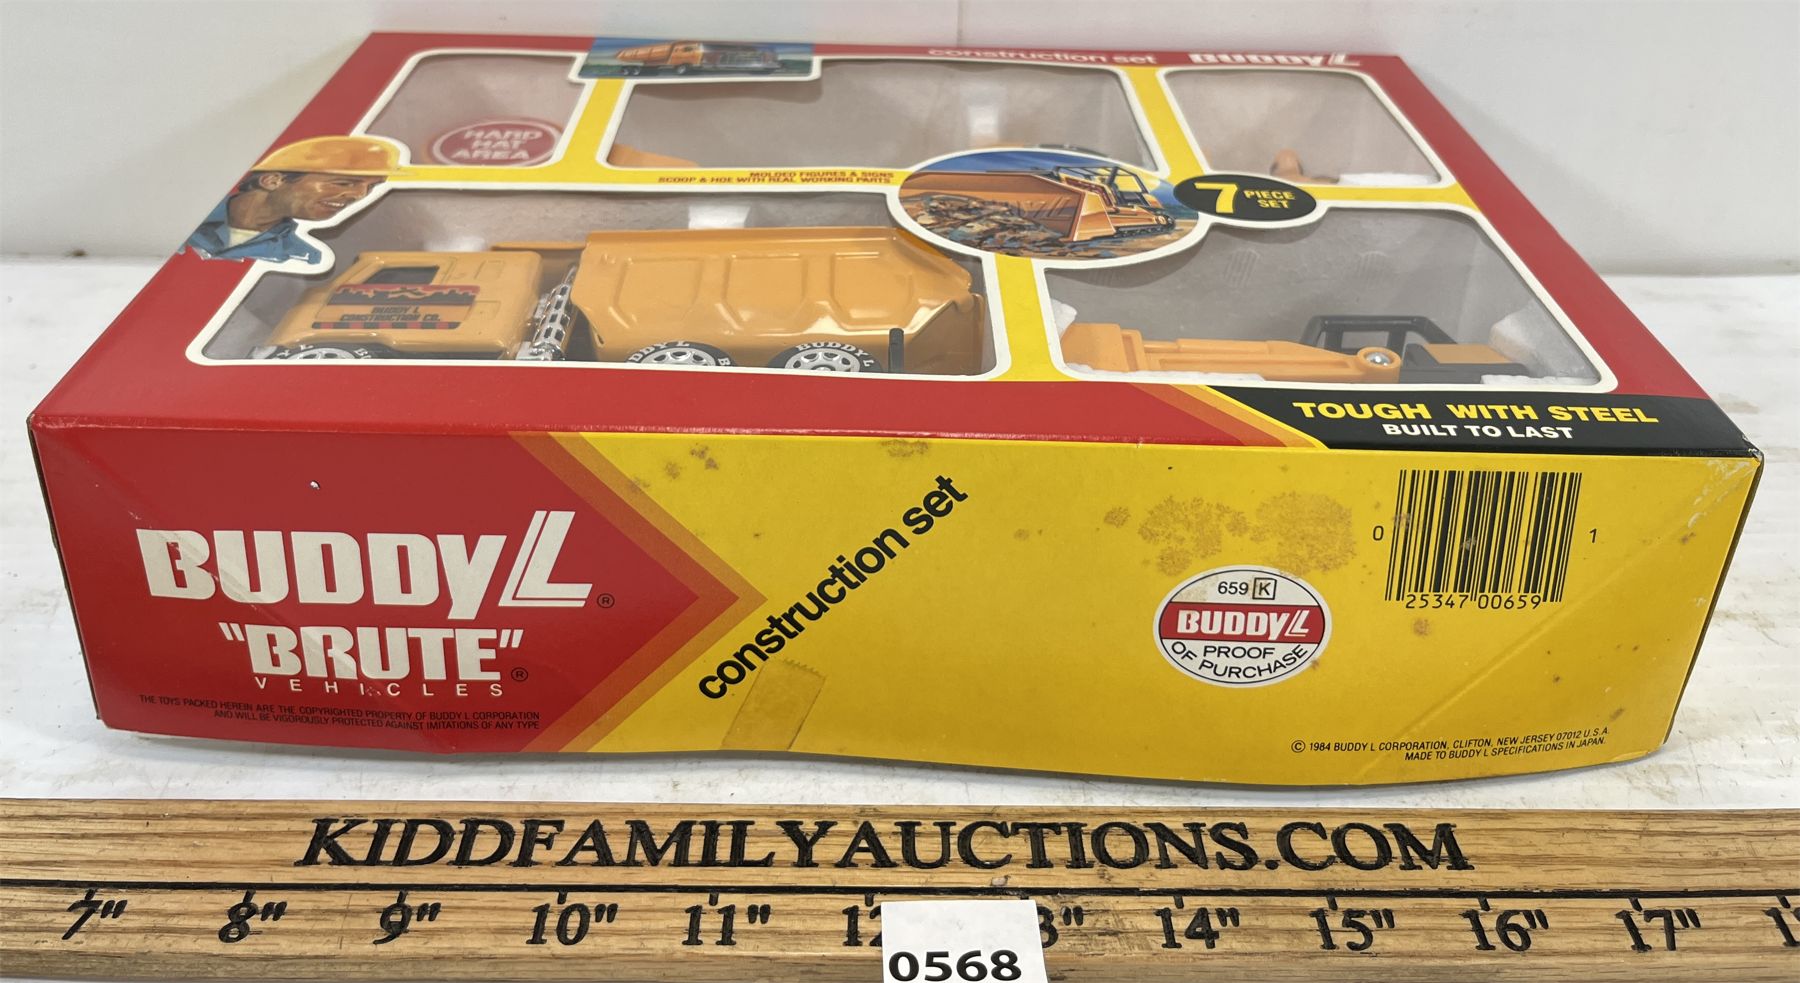 construction set BUDDY L
HARD
HAT
AREA
MOLDED FIGURES & SIGNS
SCOOP & HOE WITH REAL WORKING PARTS
7 PIECE
SET
BUDDY L
CONSTRUCTION CO.
BUDDY L
TOUGH WITH STEEL
BUILT TO LAST
BUDDY L®
"BRUTE"®
VEHICLES
THE TOYS PACKED HEREIN ARE THE COPYRIGHTED PROPERTY OF BUDDY L CORPORATION
AND WILL BE VIGOROUSLY PROTECTED AGAINST IMITATIONS OF ANY TYPE
construction set
659 K
BUDDY L
PROOF
OF PURCHASE
0 25347 00659 1
© 1984 BUDDY L CORPORATION, CLIFTON, NEW JERSEY 07012 U.S.A.
MADE TO BUDDY L SPECIFICATIONS IN JAPAN.
KIDDFAMILYAUCTIONS.COM
7" 8" 9" 10" 11" 14" 15" 16" 17"
0568